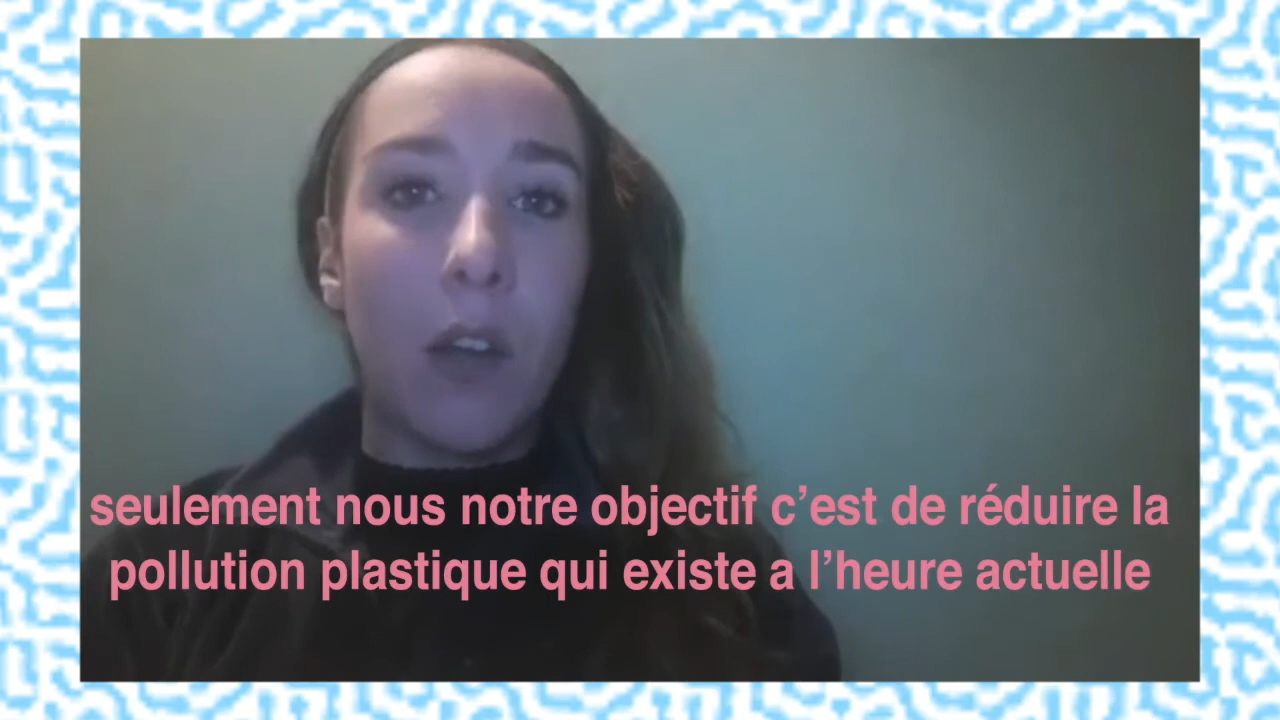 seulement nous notre objectif c’est de réduire la
pollution plastique qui existe a l’heure actuelle